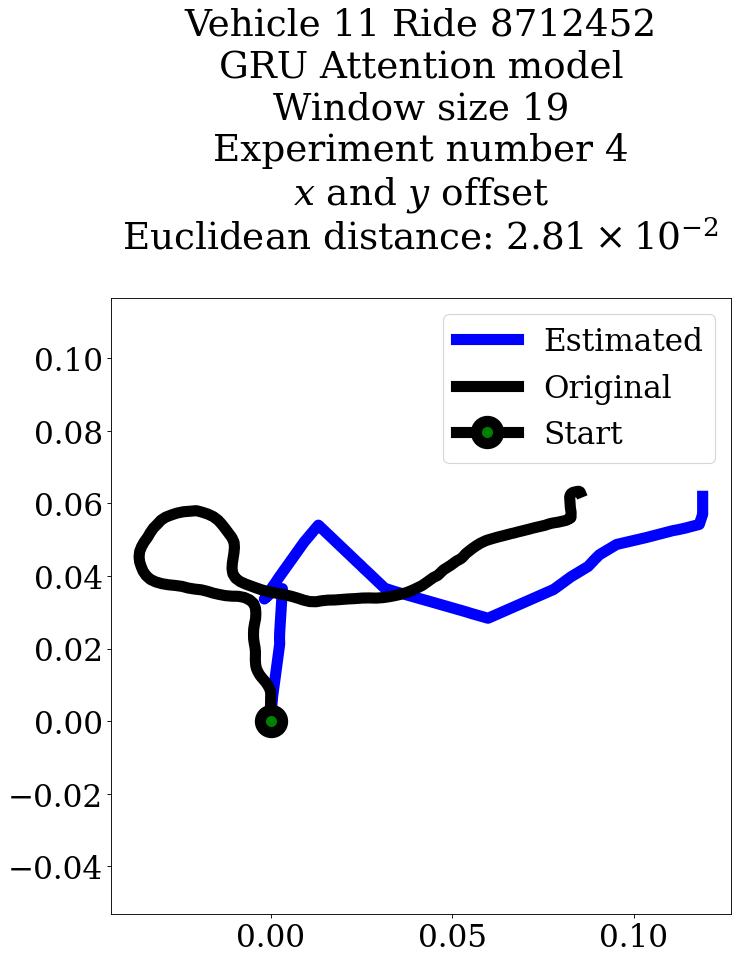 Vehicle 11 Ride 8712452
GRU Attention model
Window size 19
Experiment number 4
x and y offset
Euclidean distance: 2.81 × 10⁻²
Estimated
Original
Start
0.10
0.08
0.06
0.04
0.02
0.00
−0.02
−0.04
0.00 0.05 0.10